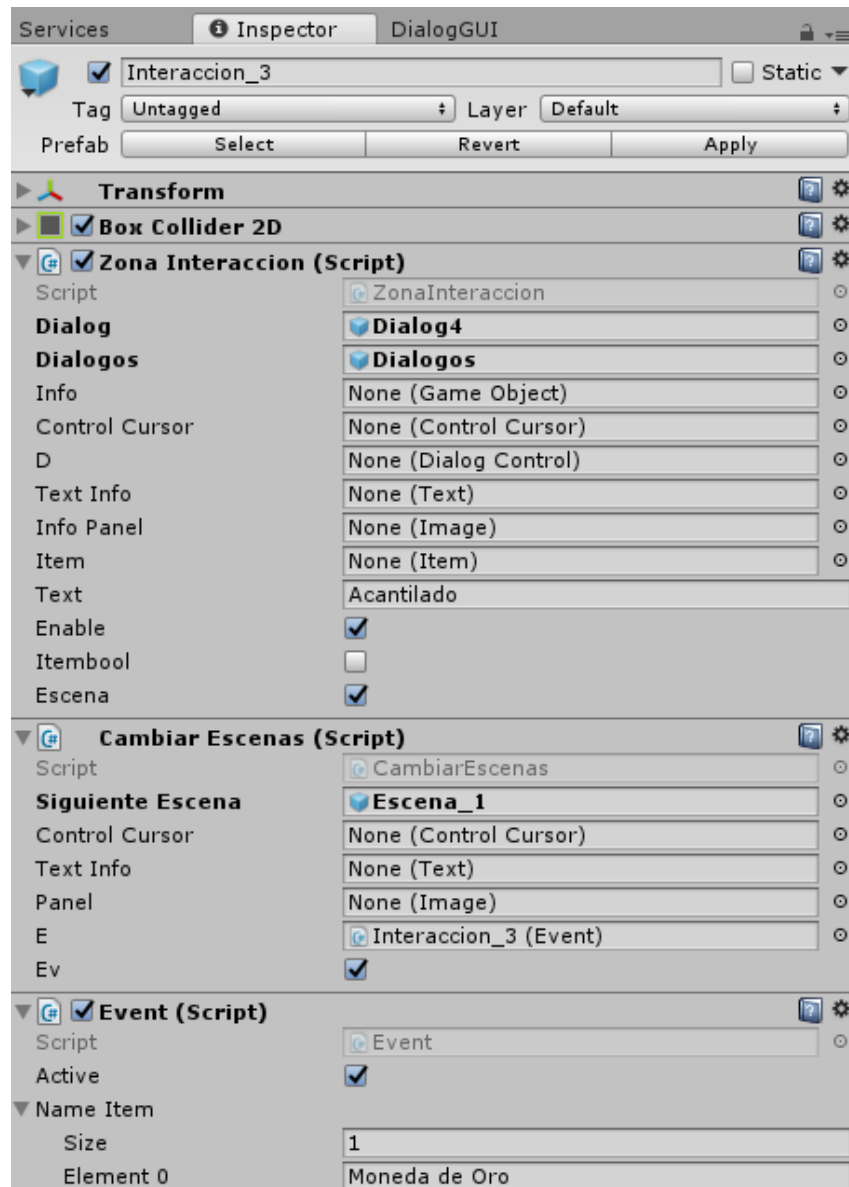 Services Inspector DialogGUI
Interaccion_3 Static
Tag Untagged Layer Default
Prefab Select Revert Apply
Transform
Box Collider 2D
Zona Interaccion (Script)
Script ZonaInteraccion
Dialog Dialog4
Dialogos Dialogos
Info None (Game Object)
Control Cursor None (Control Cursor)
D None (Dialog Control)
Text Info None (Text)
Info Panel None (Image)
Item None (Item)
Text Acantilado
Enable
Itembool
Escena
Cambiar Escenas (Script)
Script CambiarEscenas
Siguiente Escena Escena_1
Control Cursor None (Control Cursor)
Text Info None (Text)
Panel None (Image)
E Interaccion_3 (Event)
Ev
Event (Script)
Script Event
Active
Name Item
Size 1
Element 0 Moneda de Oro